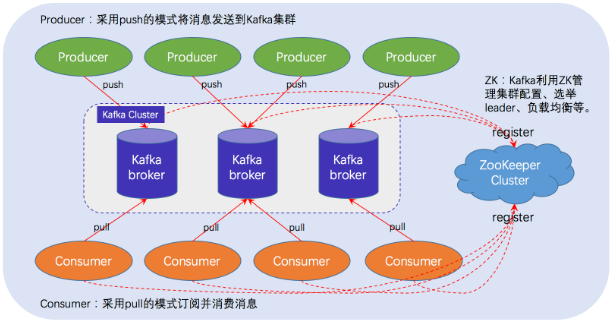 Producer：采用push的模式将消息发送到Kafka集群
Producer
Producer
Producer
Producer
push
push
push
push
ZK：Kafka利用ZK管
理集群配置、选举
leader、负载均衡等。
Kafka Cluster
register
Kafka
broker
Kafka
broker
Kafka
broker
ZooKeeper
Cluster
register
pull
pull
pull
pull
Consumer
Consumer
Consumer
Consumer
Consumer：采用pull的模式订阅并消费消息